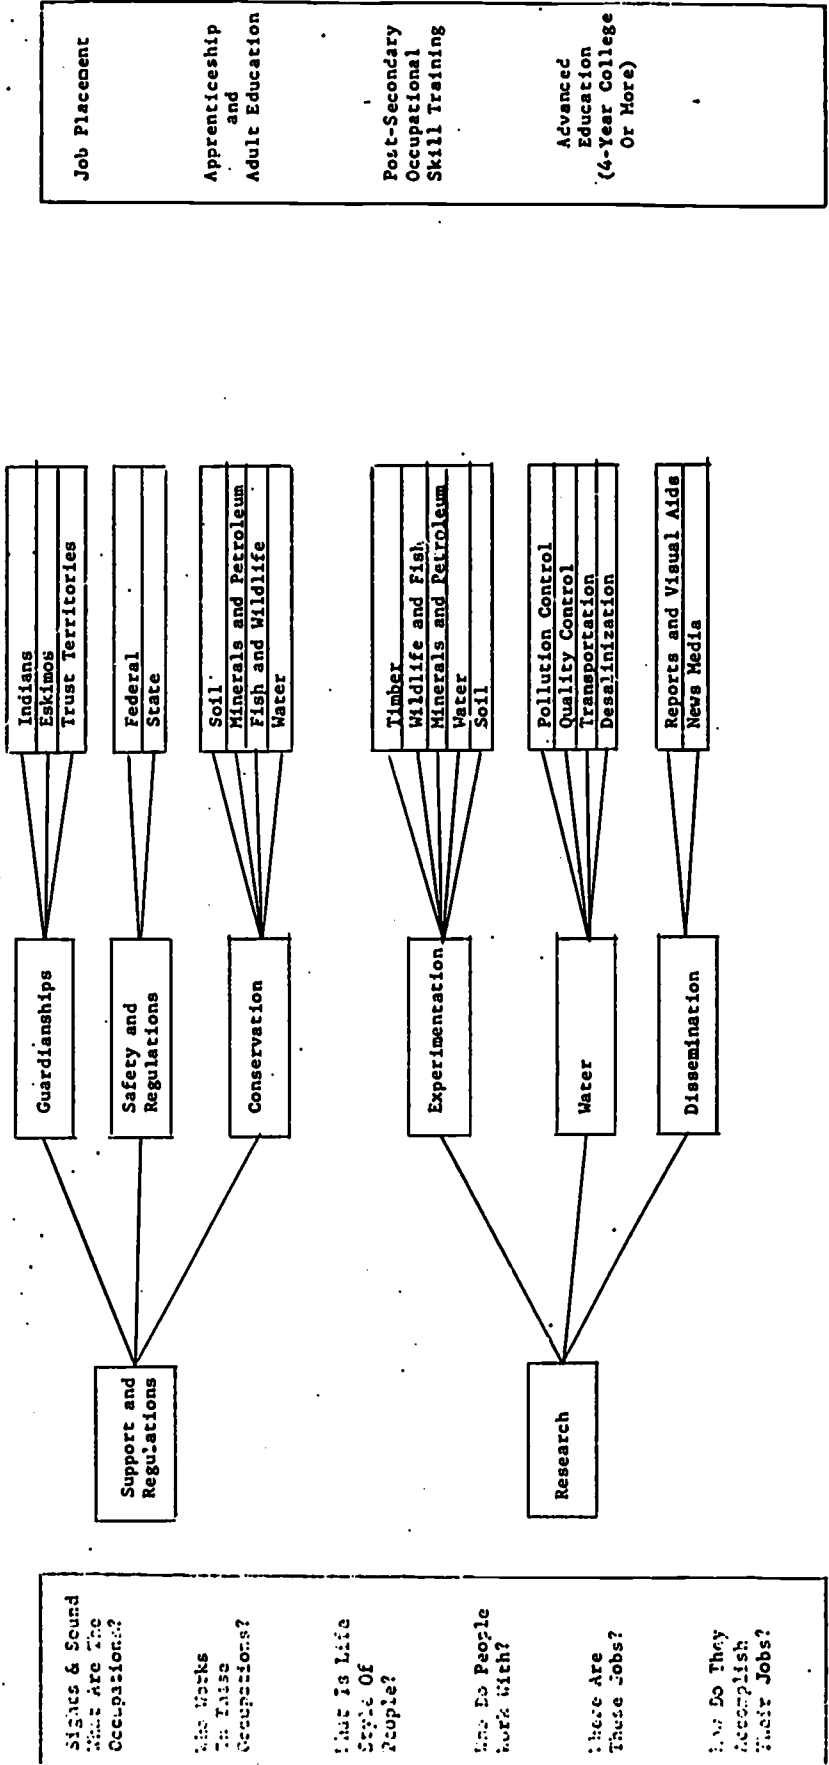 Sights & Sound
What Are The
Occupations?
Who Works
In These
Occupations?
What Is Life
Style Of
People?
Who Do People
Work With?
Where Are
These Jobs?
How Do They
Accomplish
Their Jobs?
Support and
Regulations
Research
Guardianships
Safety and
Regulations
Conservation
Experimentation
Water
Dissemination
Indians
Eskimos
Trust Territories
Federal
State
Soil
Minerals and Petroleum
Fish and Wildlife
Water
Timber
Wildlife and Fish
Minerals and Petroleum
Water
Soil
Pollution Control
Quality Control
Transportation
Desalinization
Reports and Visual Aids
News Media
Job Placement
Apprenticeship
and
Adult Education
Post-Secondary
Occupational
Skill Training
Advanced
Education
(4-Year College
Or More)